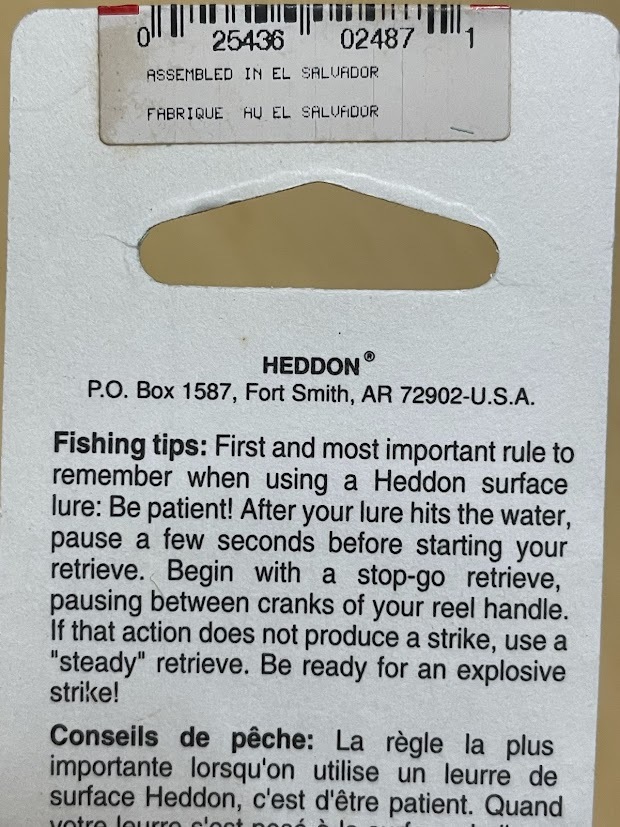 0 25436 02487 1
ASSEMBLED IN EL SALVADOR
FABRIQUE AU EL SALVADOR
HEDDON®
P.O. Box 1587, Fort Smith, AR 72902-U.S.A.
Fishing tips: First and most important rule to
remember when using a Heddon surface
lure: Be patient! After your lure hits the water,
pause a few seconds before starting your
retrieve. Begin with a stop-go retrieve,
pausing between cranks of your reel handle.
If that action does not produce a strike, use a
"steady" retrieve. Be ready for an explosive
strike!
Conseils de pêche: La règle la plus
importante lorsqu'on utilise un leurre de
surface Heddon, c'est d'être patient. Quand
votre leurre s'est posé à la